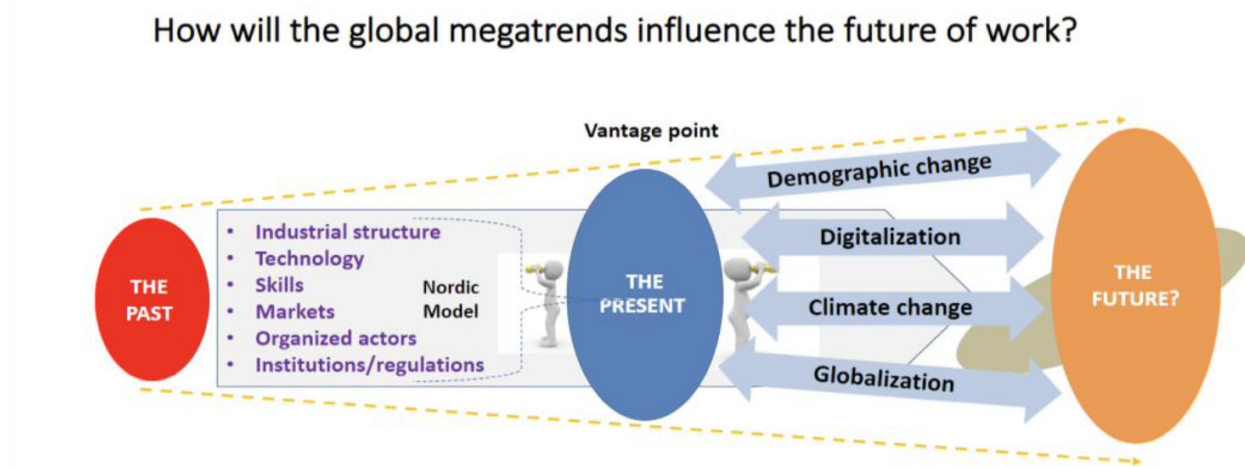 How will the global megatrends influence the future of work?
Vantage point
THE
PAST
• Industrial structure
• Technology
• Skills
• Markets
• Organized actors
• Institutions/regulations
Nordic
Model
THE
PRESENT
Demographic change
Digitalization
Climate change
Globalization
THE
FUTURE?